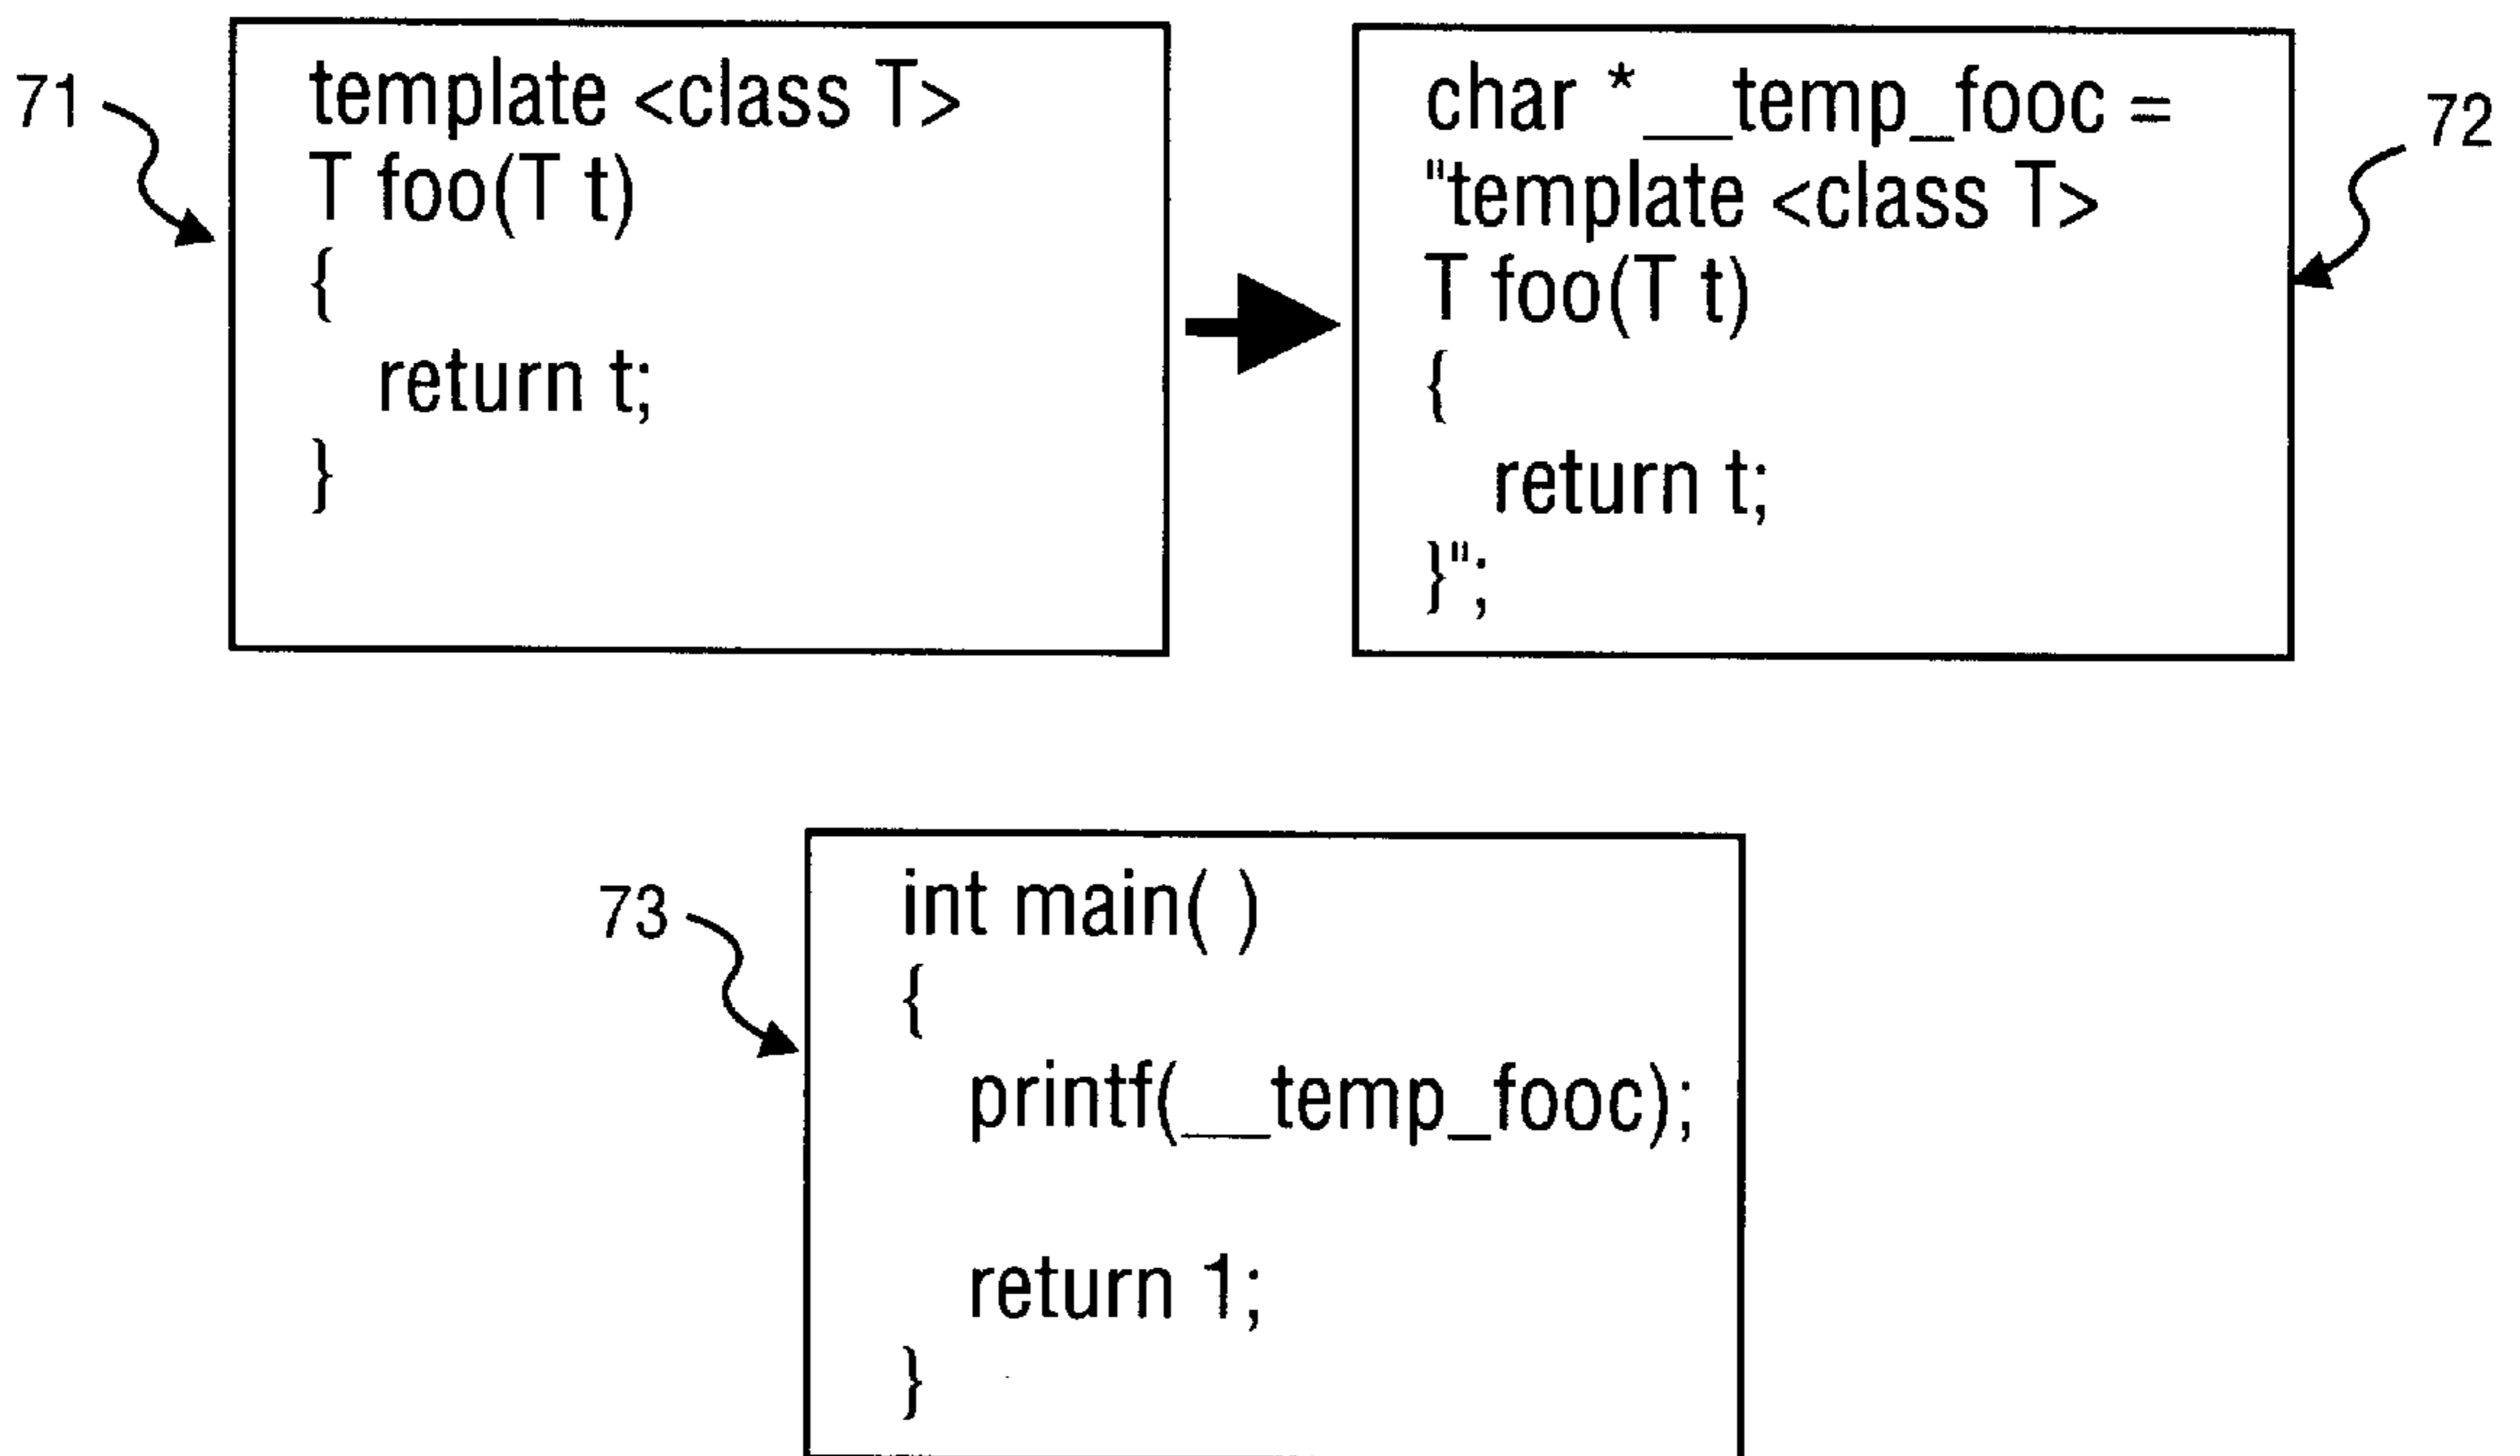 71
template <class T>
T foo(T t)
{
return t;
}
72
char *__temp_fooc =
"template <class T>
T foo(T t)
{
return t;
}";
73
int main( )
{
printf(__temp_fooc);
return 1;
}